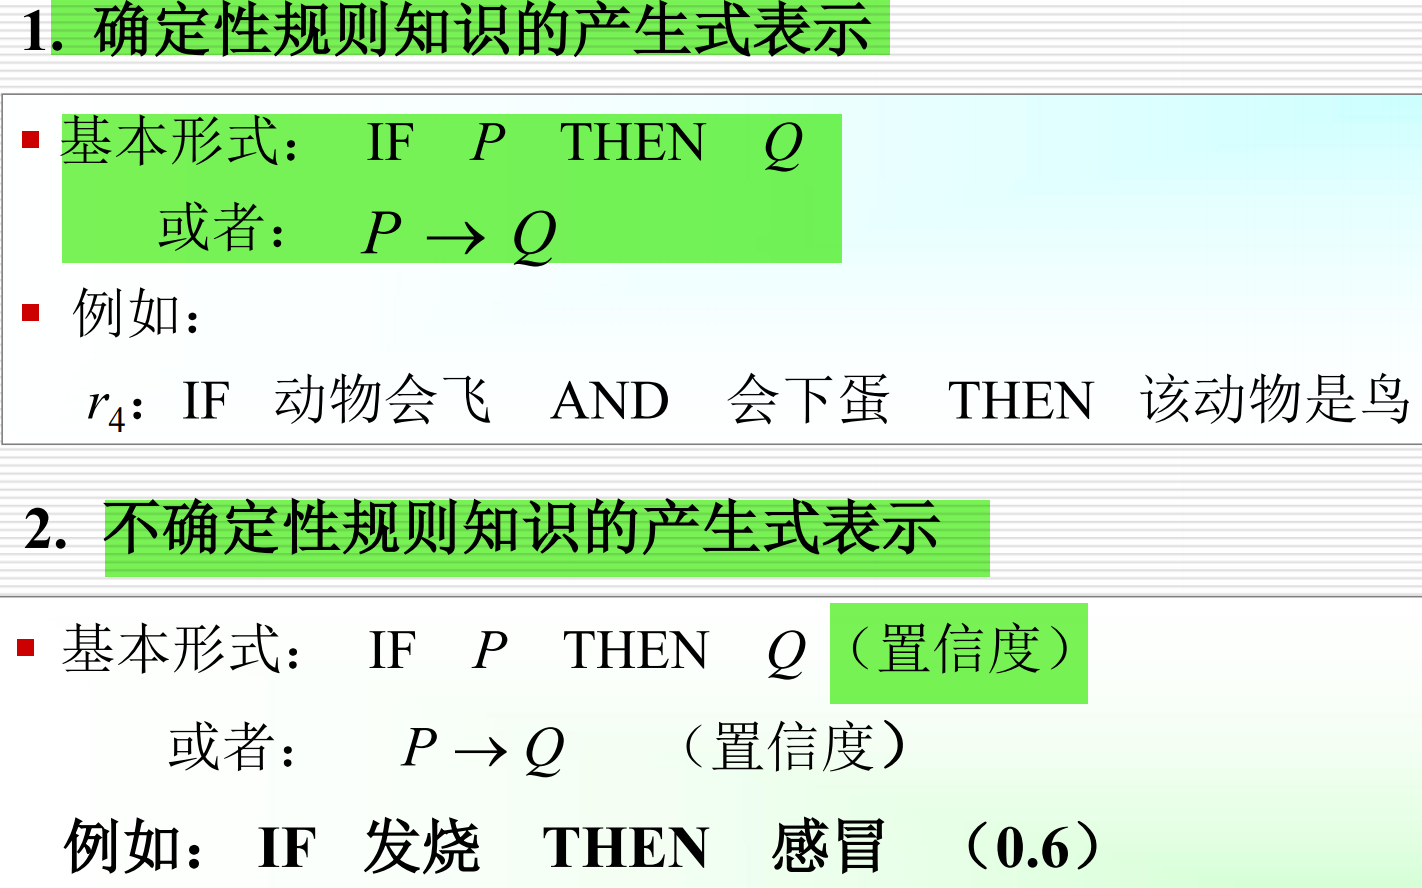 1. 确定性规则知识的产生式表示
基本形式： IF P THEN Q
或者： P → Q
例如：
r4：IF 动物会飞 AND 会下蛋 THEN 该动物是鸟
2. 不确定性规则知识的产生式表示
基本形式： IF P THEN Q （置信度）
或者： P → Q （置信度）
例如： IF 发烧 THEN 感冒 （0.6）